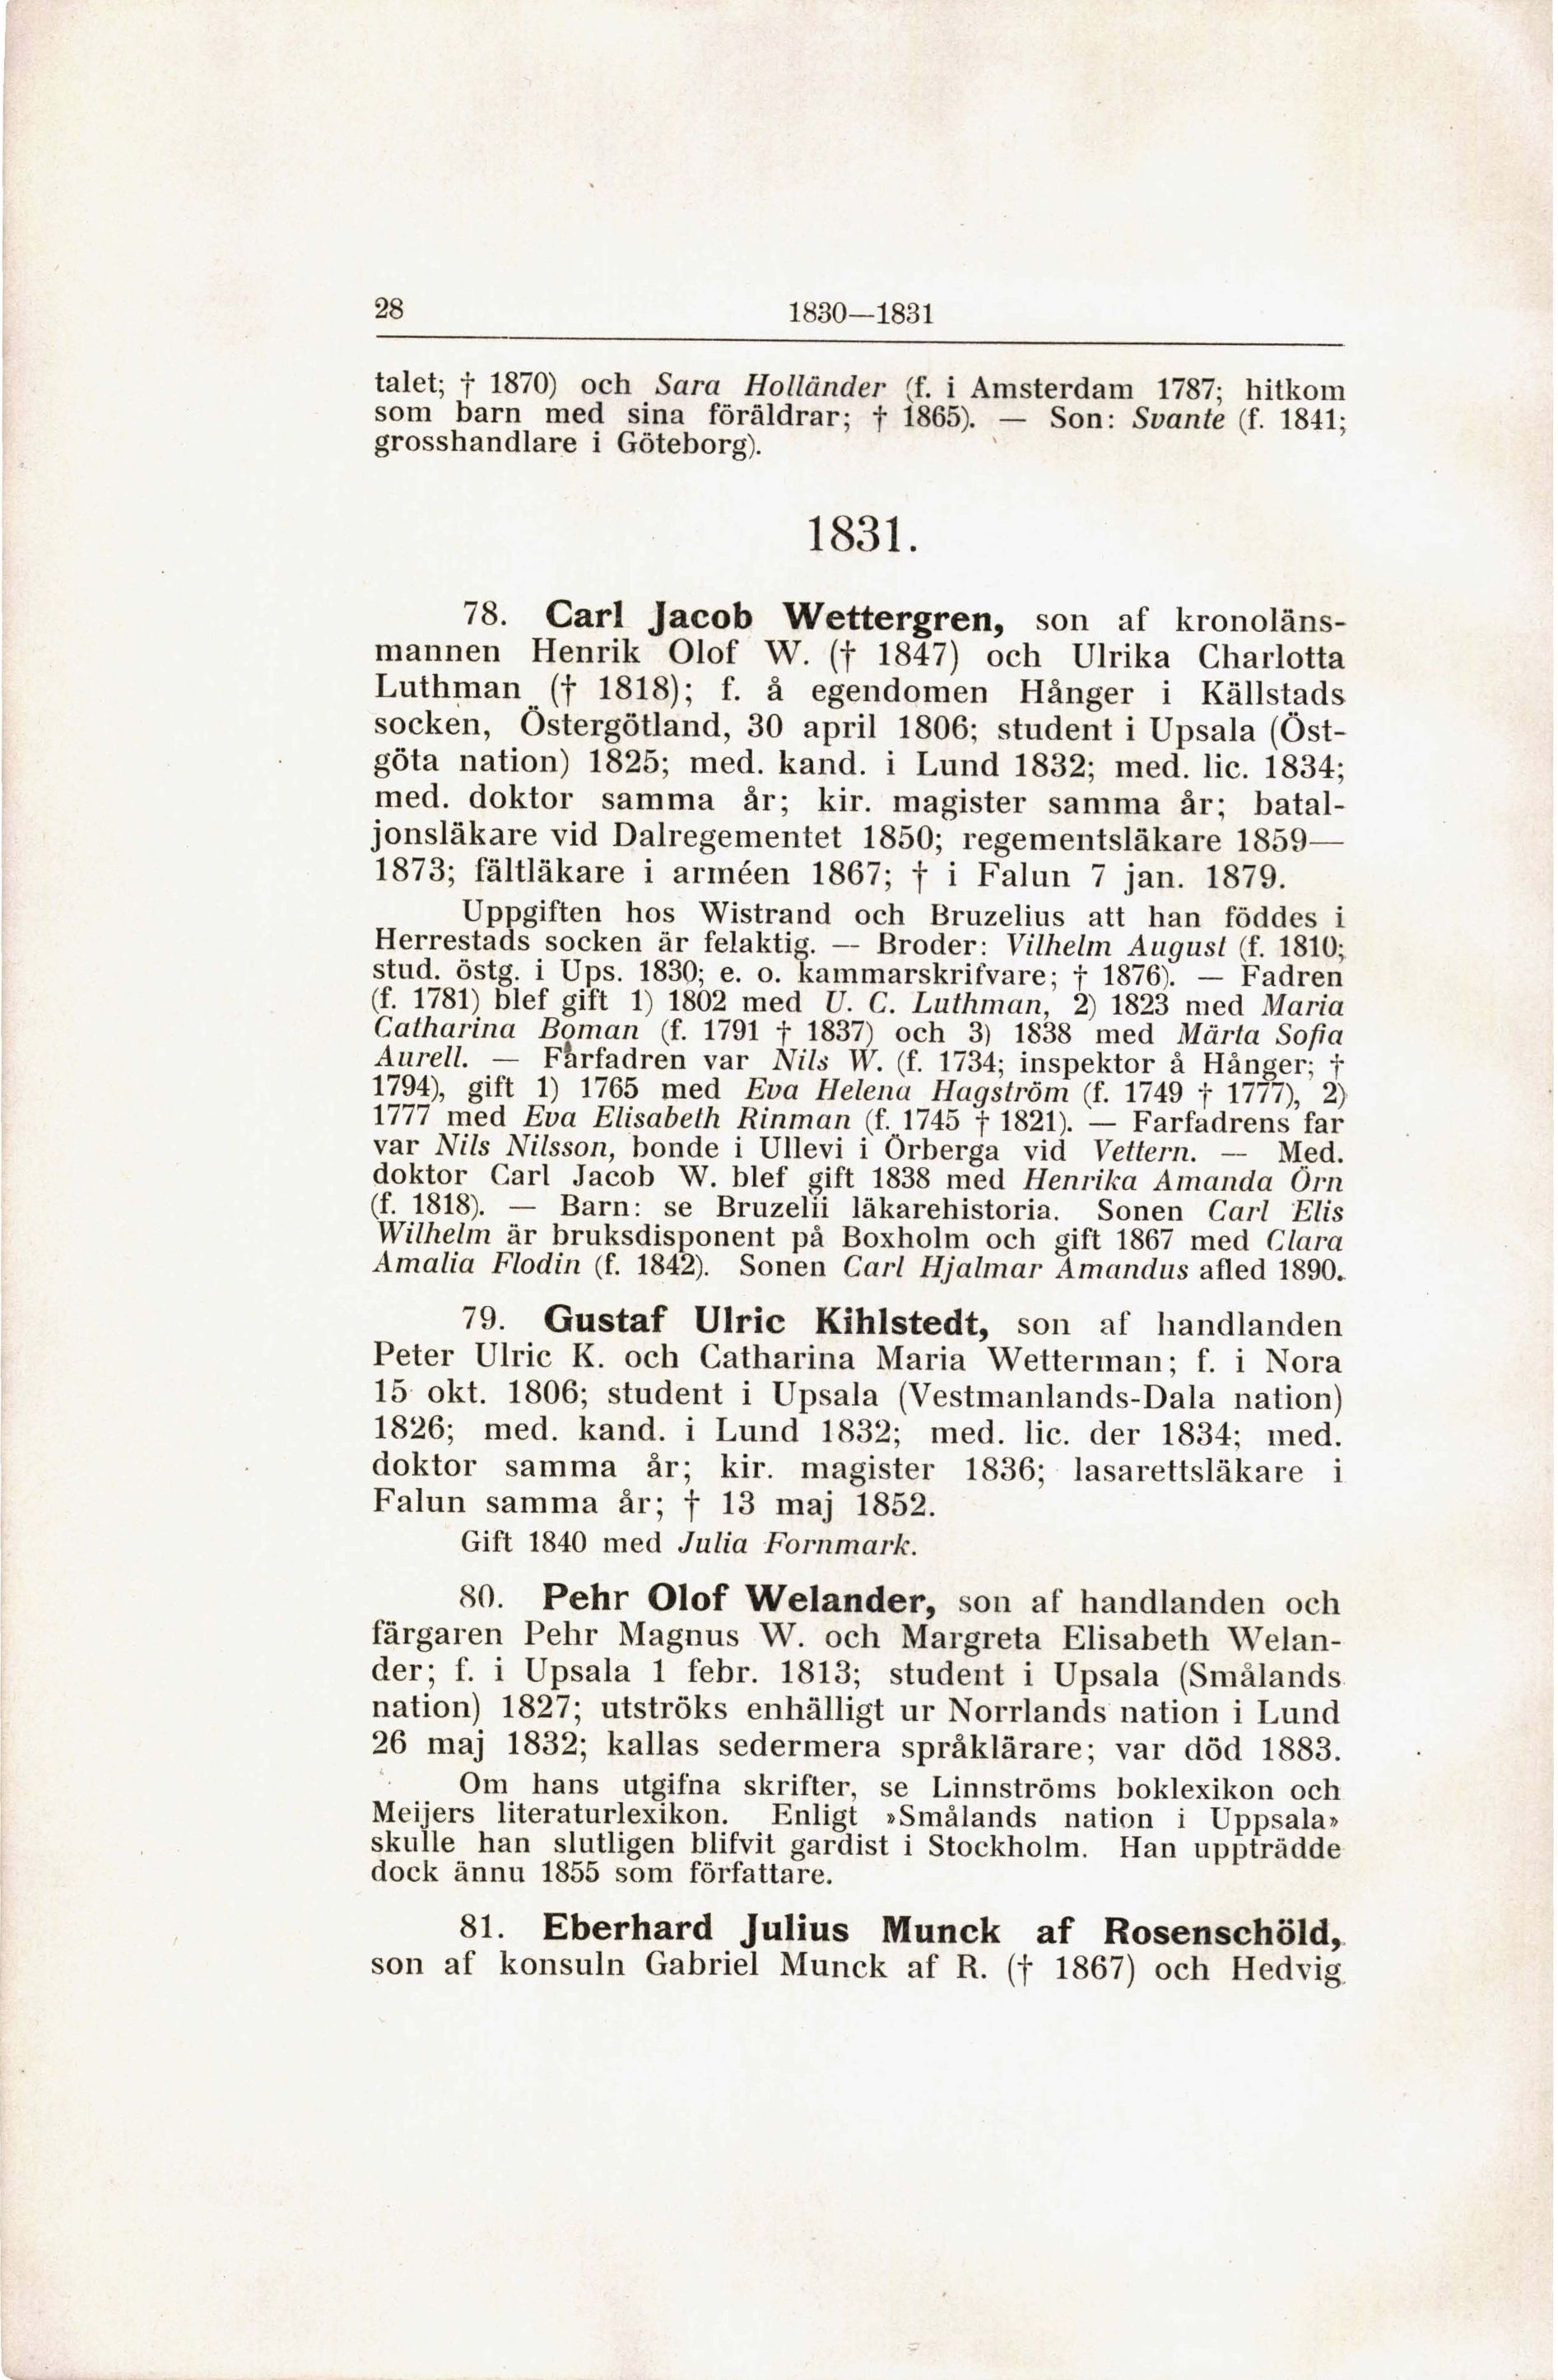 28
1830—1831
talet; † 1870) och Sara Holländer (f. i Amsterdam 1787; hitkom
som barn med sina föräldrar; † 1865). — Son: Svante (f. 1841;
grosshandlare i Göteborg).
1831.
78. Carl Jacob Wettergren, son af kronoläns-
mannen Henrik Olof W. († 1847) och Ulrika Charlotta
Luthman († 1818); f. å egendomen Hånger i Källstads
socken, Östergötland, 30 april 1806; student i Upsala (Öst-
göta nation) 1825; med. kand. i Lund 1832; med. lic. 1834;
med. doktor samma år; kir. magister samma år; batal-
jonsläkare vid Dalregementet 1850; regementsläkare 1859—
1873; fältläkare i arméen 1867; † i Falun 7 jan. 1879.
Uppgiften hos Wistrand och Bruzelius att han föddes i
Herrestads socken är felaktig. — Broder: Vilhelm August (f. 1810;
stud. östg. i Ups. 1830; e. o. kammarskrifvare; † 1876). — Fadren
(f. 1781) blef gift 1) 1802 med U. C. Luthman, 2) 1823 med Maria
Catharina Boman (f. 1791 † 1837) och 3) 1838 med Märta Sofia
Aurell. — Farfadren var Nils W. (f. 1734; inspektor å Hånger; †
1794), gift 1) 1765 med Eva Helena Hagström (f. 1749 † 1777), 2)
1777 med Eva Elisabeth Rinman (f. 1745 † 1821). — Farfadrens far
var Nils Nilsson, bonde i Ullevi i Örberga vid Vettern. — Med.
doktor Carl Jacob W. blef gift 1838 med Henrika Amanda Örn
(f. 1818). — Barn: se Bruzelii läkarehistoria. Sonen Carl Elis
Wilhelm är bruksdisponent på Boxholm och gift 1867 med Clara
Amalia Flodin (f. 1842). Sonen Carl Hjalmar Amandus afled 1890.
79. Gustaf Ulric Kihlstedt, son af handlanden
Peter Ulric K. och Catharina Maria Wetterman; f. i Nora
15 okt. 1806; student i Upsala (Vestmanlands-Dala nation)
1826; med. kand. i Lund 1832; med. lic. der 1834; med.
doktor samma år; kir. magister 1836; lasarettsläkare i
Falun samma år; † 13 maj 1852.
Gift 1840 med Julia Fornmark.
80. Pehr Olof Welander, son af handlanden och
färgaren Pehr Magnus W. och Margreta Elisabeth Welan-
der; f. i Upsala 1 febr. 1813; student i Upsala (Smålands
nation) 1827; utströks enhälligt ur Norrlands nation i Lund
26 maj 1832; kallas sedermera språklärare; var död 1883.
Om hans utgifna skrifter, se Linnströms boklexikon och
Meijers literaturlexikon. Enligt »Smålands nation i Uppsala»
skulle han slutligen blifvit gardist i Stockholm. Han uppträdde
dock ännu 1855 som författare.
81. Eberhard Julius Munck af Rosenschöld,
son af konsuln Gabriel Munck af R. († 1867) och Hedvig